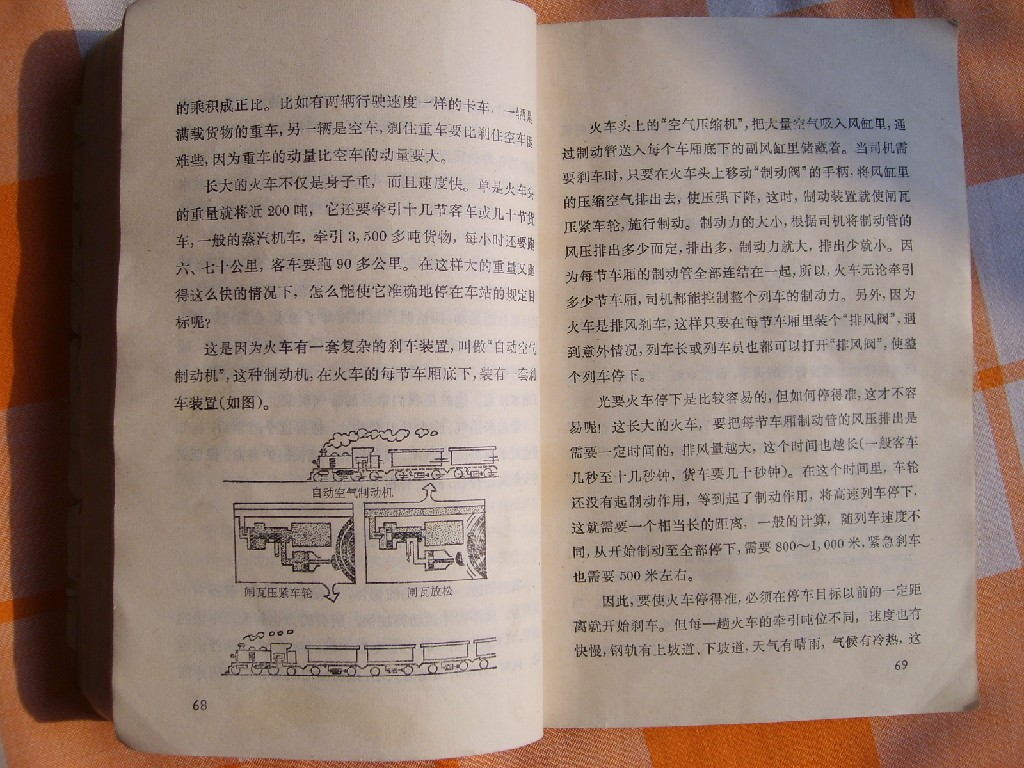 的乘积成正比。比如有两辆行驶速度一样的卡车，一辆是
满载货物的重车，另一辆是空车，刹住重车要比刹住空车困
难些，因为重车的动量比空车的动量要大。
长大的火车不仅是身子重，而且速度快。单是火车头
的重量就将近200吨，它还要牵引十几节客车或几十节货
车，一般的蒸汽机车，牵引3,500多吨货物，每小时还要跑
六、七十公里，客车要跑90多公里。在这样大的重量又跑
得这么快的情况下，怎么能使它准确地停在车站的规定目
标呢？
这是因为火车有一套复杂的刹车装置，叫做“自动空气
制动机”，这种制动机，在火车的每节车厢底下，装有一套刹
车装置(如图)。
自动空气制动机
闸瓦压紧车轮
闸瓦放松
68
火车头上的“空气压缩机”，把大量空气吸入风缸里，通
过制动管送入每个车厢底下的副风缸里储藏着。当司机需
要刹车时，只要在火车头上移动“制动阀”的手柄，将风缸里
的压缩空气排出去，使压强下降，这时，制动装置就使闸瓦
压紧车轮，施行制动。制动力的大小，根据司机将制动管的
风压排出多少而定，排出多，制动力就大，排出少就小。因
为每节车厢的制动管全部连结在一起，所以，火车无论牵引
多少节车厢，司机都能控制整个列车的制动力。另外，因为
火车是排风刹车，这样只要在每节车厢里装个“排风阀”，遇
到意外情况，列车长或列车员也都可以打开“排风阀”，使整
个列车停下。
光要火车停下是比较容易的，但如何停得准，这才不容
易呢！这长大的火车，要把每节车厢制动管的风压排出是
需要一定时间的，排风量越大，这个时间也越长(一般客车
几秒至十几秒钟，货车要几十秒钟)。在这个时间里，车轮
还没有起制动作用，等到起了制动作用，将高速列车停下，
这就需要一个相当长的距离，一般的计算，随列车速度不
同，从开始制动至全部停下，需要800～1,000米，紧急刹车
也需要500米左右。
因此，要使火车停得准，必须在停车目标以前的一定距
离就开始刹车。但每一趟火车的牵引吨位不同，速度也有
快慢，钢轨有上坡道、下坡道，天气有晴雨，气候有冷热，这
69